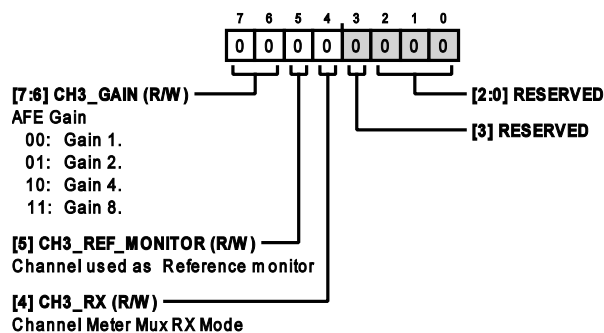 7 6 5 4 3 2 1 0
0 0 0 0 0 0 0 0
[7:6] CH3_GAIN (R/W)
AFE Gain
00: Gain 1.
01: Gain 2.
10: Gain 4.
11: Gain 8.
[5] CH3_REF_MONITOR (R/W)
Channel used as Reference monitor
[4] CH3_RX (R/W)
Channel Meter Mux RX Mode
[2:0] RESERVED
[3] RESERVED